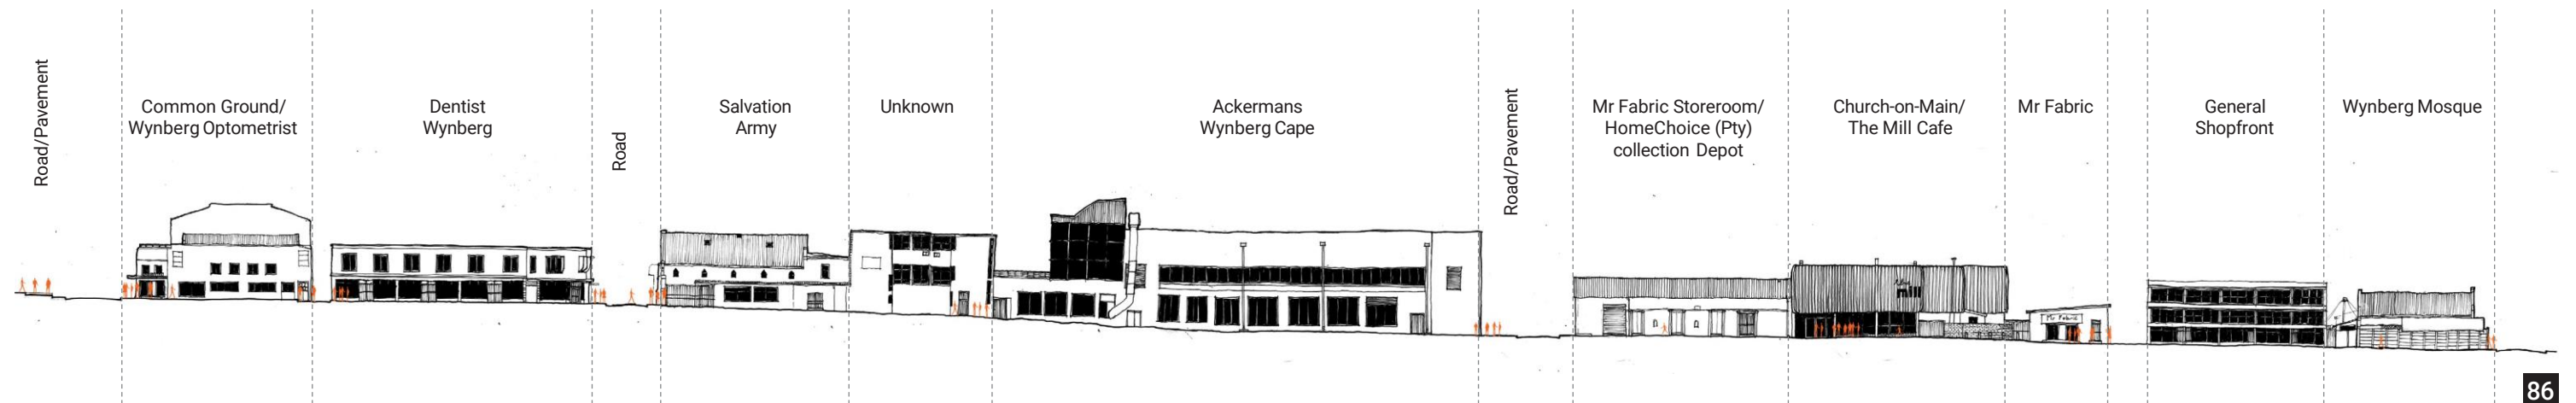 Road/Pavement
Common Ground/
Wynberg Optometrist
Dentist
Wynberg
Road
Salvation
Army
Unknown
Ackermans
Wynberg Cape
Road/Pavement
Mr Fabric Storeroom/
HomeChoice (Pty)
collection Depot
Church-on-Main/
The Mill Cafe
Mr Fabric
General
Shopfront
Wynberg Mosque
mill
Mr Fabric
86